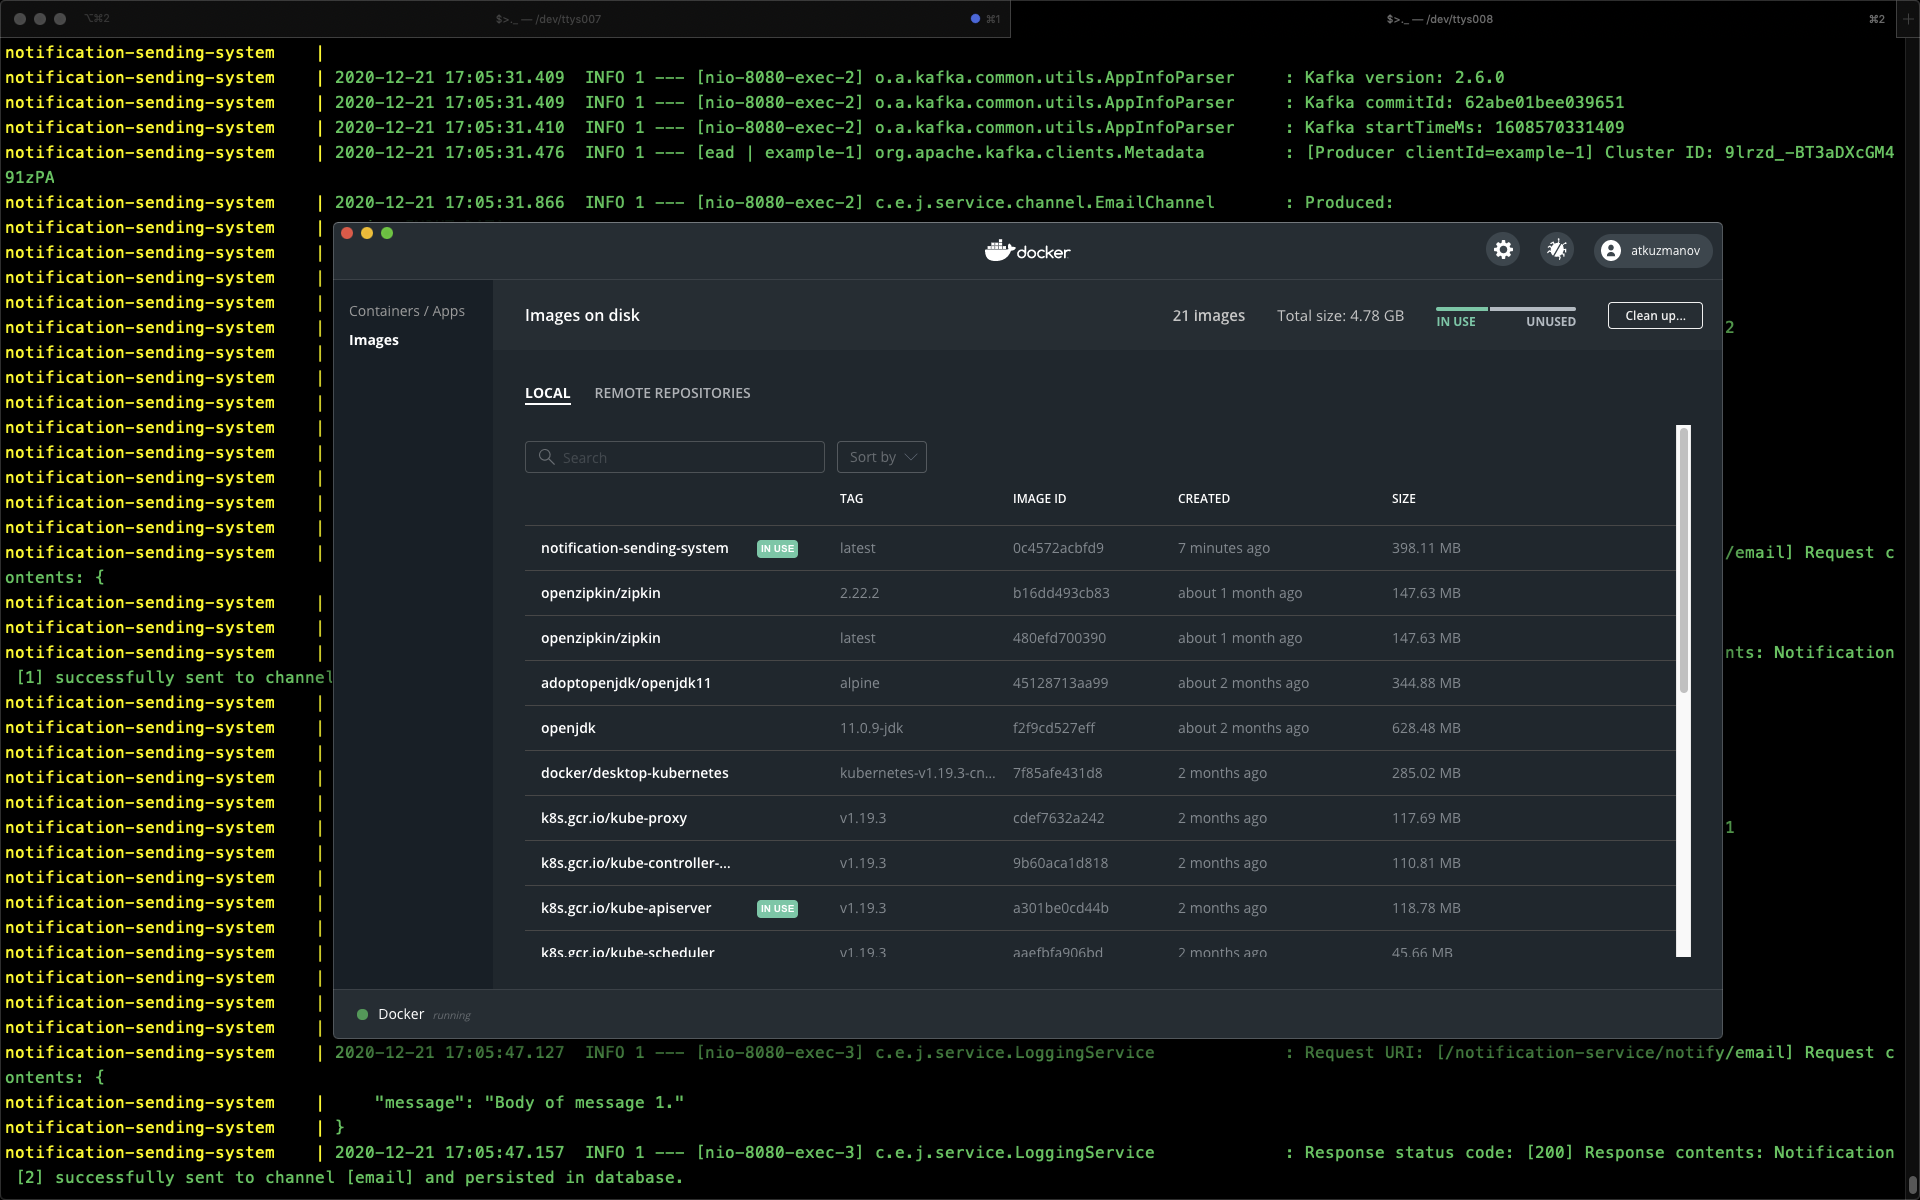 ⌥⌘2 $>._ — /dev/ttys007 ⌘1 $>._ — /dev/ttys008 ⌘2 +
notification-sending-system |
notification-sending-system | 2020-12-21 17:05:31.409 INFO 1 --- [nio-8080-exec-2] o.a.kafka.common.utils.AppInfoParser : Kafka version: 2.6.0
notification-sending-system | 2020-12-21 17:05:31.409 INFO 1 --- [nio-8080-exec-2] o.a.kafka.common.utils.AppInfoParser : Kafka commitId: 62abe01bee039651
notification-sending-system | 2020-12-21 17:05:31.410 INFO 1 --- [nio-8080-exec-2] o.a.kafka.common.utils.AppInfoParser : Kafka startTimeMs: 1608570331409
notification-sending-system | 2020-12-21 17:05:31.476 INFO 1 --- [ead | example-1] org.apache.kafka.clients.Metadata : [Producer clientId=example-1] Cluster ID: 9lrzd_-BT3aDXcGM4
91zPA
notification-sending-system | 2020-12-21 17:05:31.866 INFO 1 --- [nio-8080-exec-2] c.e.j.service.channel.EmailChannel : Produced:
notification-sending-system |
notification-sending-system |
notification-sending-system |
notification-sending-system |
notification-sending-system | 2
notification-sending-system |
notification-sending-system |
notification-sending-system |
notification-sending-system |
notification-sending-system |
notification-sending-system |
notification-sending-system |
notification-sending-system |
notification-sending-system | /email] Request c
ontents: {
notification-sending-system |
notification-sending-system |
notification-sending-system | nts: Notification
[1] successfully sent to channel
notification-sending-system |
notification-sending-system |
notification-sending-system |
notification-sending-system |
notification-sending-system |
notification-sending-system | 1
notification-sending-system |
notification-sending-system |
notification-sending-system |
notification-sending-system |
notification-sending-system |
notification-sending-system |
notification-sending-system |
notification-sending-system |
docker
atkuzmanov
Containers / Apps
Images
Images on disk
21 images
Total size: 4.78 GB
IN USE UNUSED
Clean up...
LOCAL REMOTE REPOSITORIES
Search Sort by
TAG IMAGE ID CREATED SIZE
notification-sending-system IN USE latest 0c4572acbfd9 7 minutes ago 398.11 MB
openzipkin/zipkin 2.22.2 b16dd493cb83 about 1 month ago 147.63 MB
openzipkin/zipkin latest 480efd700390 about 1 month ago 147.63 MB
adoptopenjdk/openjdk11 alpine 45128713aa99 about 2 months ago 344.88 MB
openjdk 11.0.9-jdk f2f9cd527eff about 2 months ago 628.48 MB
docker/desktop-kubernetes kubernetes-v1.19.3-cn... 7f85afe431d8 2 months ago 285.02 MB
k8s.gcr.io/kube-proxy v1.19.3 cdef7632a242 2 months ago 117.69 MB
k8s.gcr.io/kube-controller-... v1.19.3 9b60aca1d818 2 months ago 110.81 MB
k8s.gcr.io/kube-apiserver IN USE v1.19.3 a301be0cd44b 2 months ago 118.78 MB
k8s.gcr.io/kube-scheduler v1.19.3 aaefbfa906bd 2 months ago 45.66 MB
Docker running
notification-sending-system | 2020-12-21 17:05:47.127 INFO 1 --- [nio-8080-exec-3] c.e.j.service.LoggingService : Request URI: [/notification-service/notify/email] Request c
ontents: {
notification-sending-system | "message": "Body of message 1."
notification-sending-system | }
notification-sending-system | 2020-12-21 17:05:47.157 INFO 1 --- [nio-8080-exec-3] c.e.j.service.LoggingService : Response status code: [200] Response contents: Notification
[2] successfully sent to channel [email] and persisted in database.